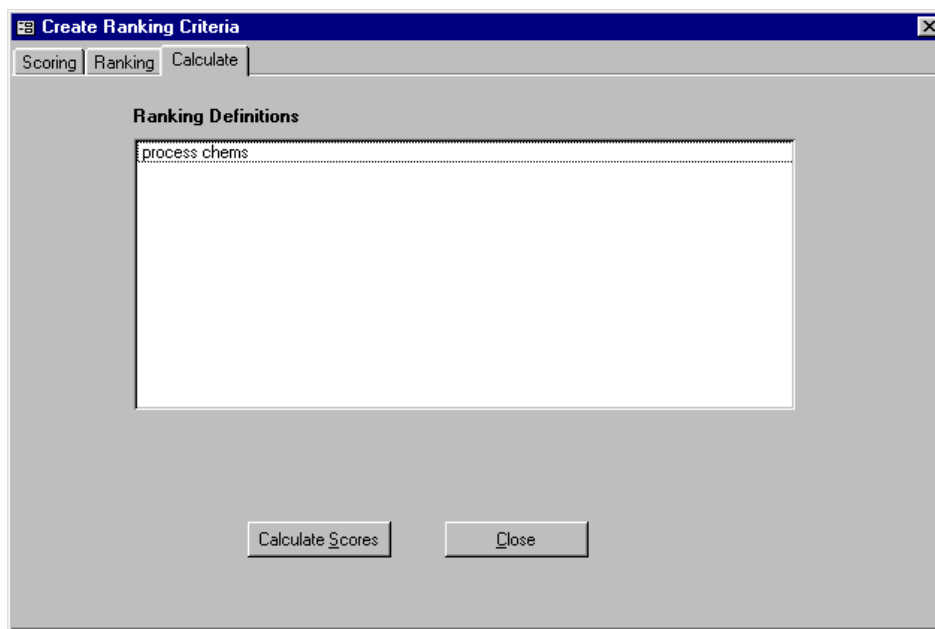 Create Ranking Criteria
Scoring Ranking Calculate
Ranking Definitions
process chems
Calculate Scores Close